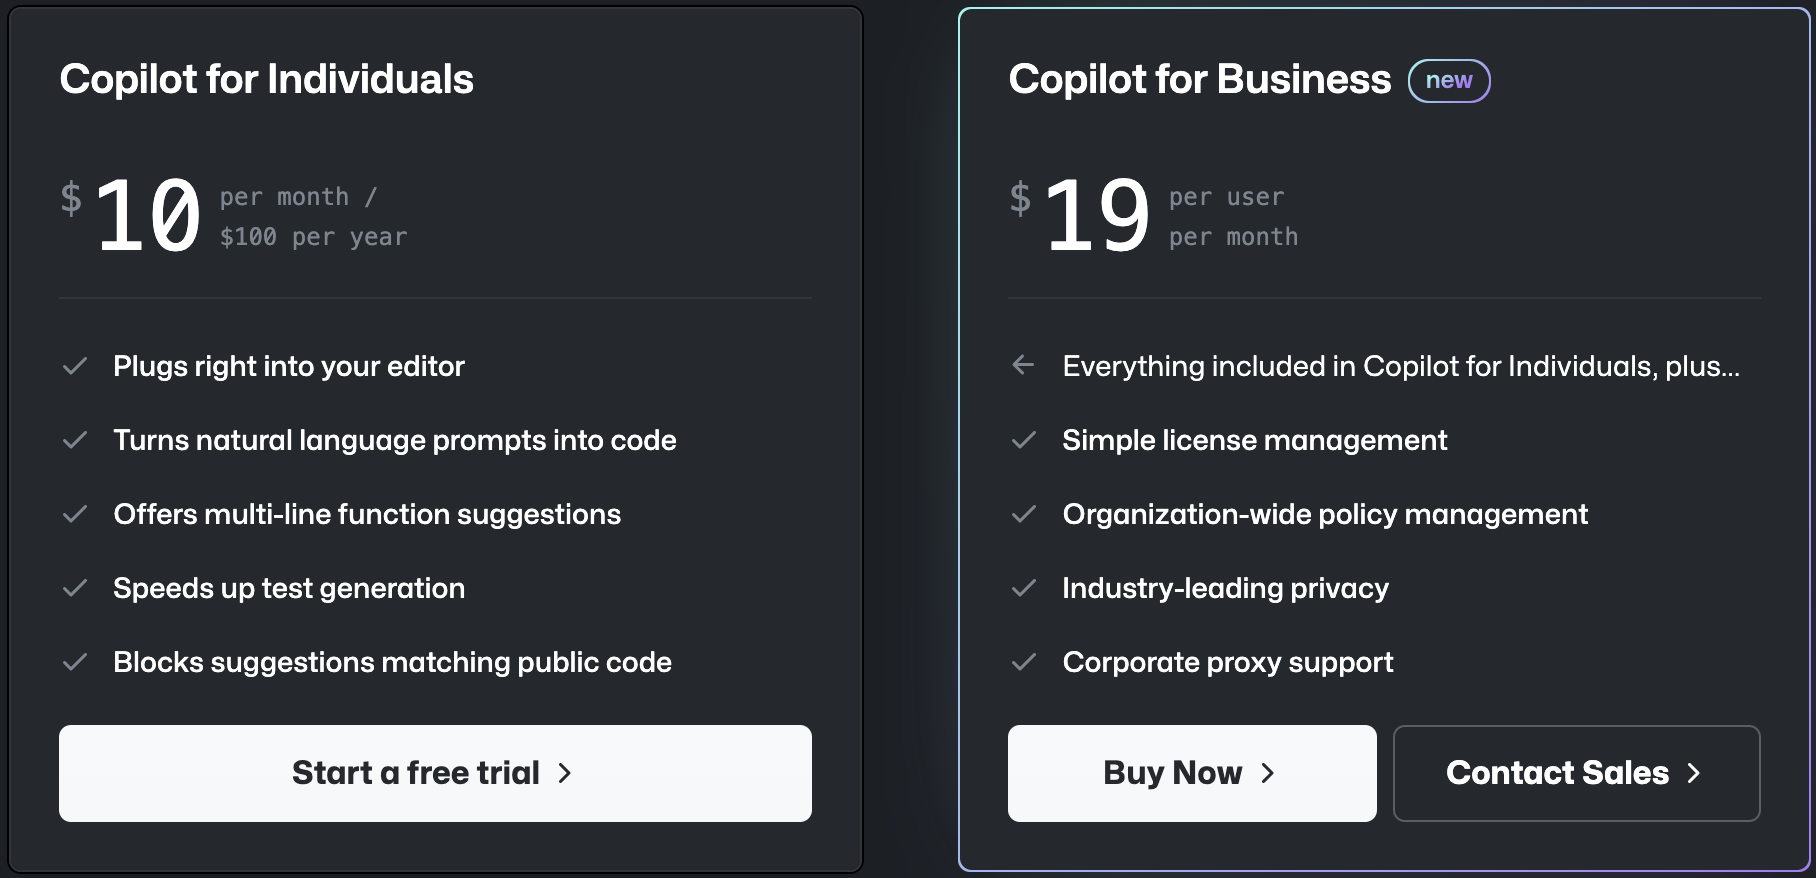 Copilot for Individuals
$10 per month /
$100 per year
Plugs right into your editor
Turns natural language prompts into code
Offers multi-line function suggestions
Speeds up test generation
Blocks suggestions matching public code
Start a free trial
Copilot for Business new
$19 per user
per month
Everything included in Copilot for Individuals, plus...
Simple license management
Organization-wide policy management
Industry-leading privacy
Corporate proxy support
Buy Now
Contact Sales